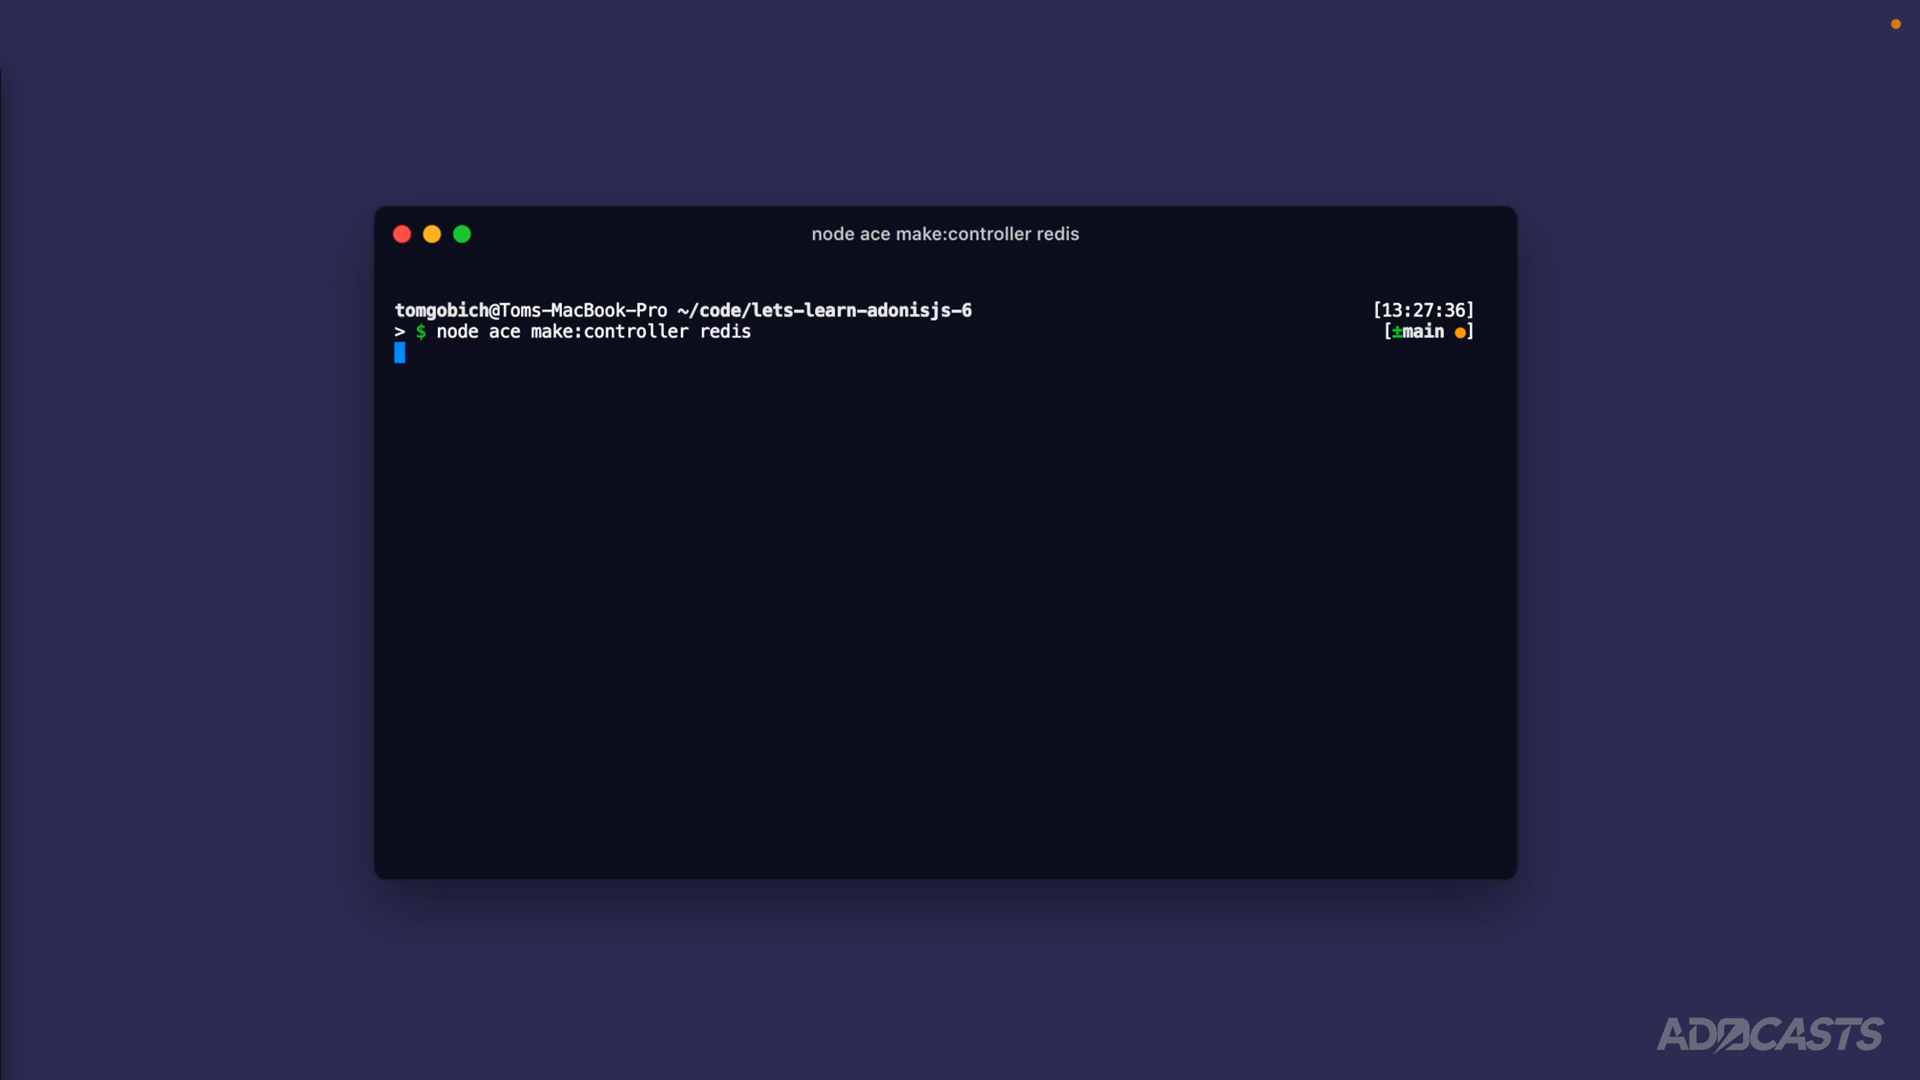 node ace make:controller redis
tomgobich@Toms-MacBook-Pro ~/code/lets-learn-adonisjs-6 [13:27:36]
> $ node ace make:controller redis [±main ●]
ADOCASTS